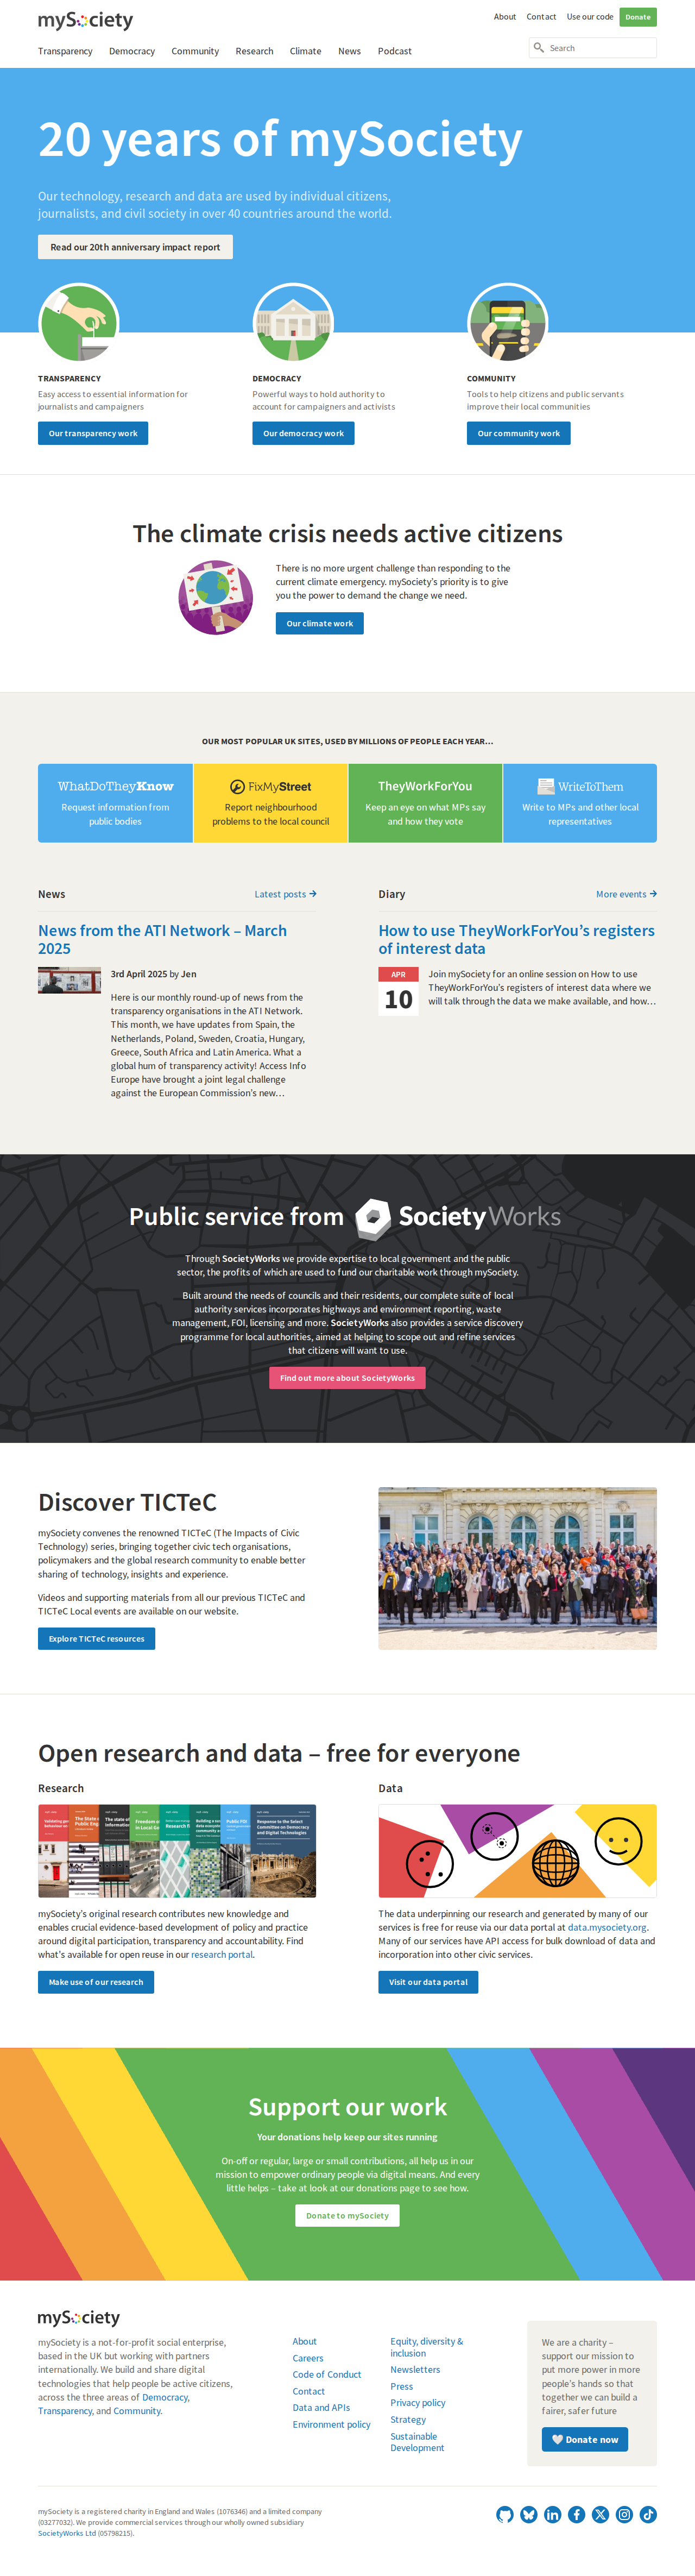 mySociety
About
Contact
Use our code
Donate
Transparency
Democracy
Community
Research
Climate
News
Podcast
Search
20 years of mySociety
Our technology, research and data are used by individual citizens,
journalists, and civil society in over 40 countries around the world.
Read our 20th anniversary impact report
TRANSPARENCY
Easy access to essential information for
journalists and campaigners
Our transparency work
DEMOCRACY
Powerful ways to hold authority to
account for campaigners and activists
Our democracy work
COMMUNITY
Tools to help citizens and public servants
improve their local communities
Our community work
The climate crisis needs active citizens
There is no more urgent challenge than responding to the
current climate emergency. mySociety's priority is to give
you the power to demand the change we need.
Our climate work
OUR MOST POPULAR UK SITES, USED BY MILLIONS OF PEOPLE EACH YEAR…
WhatDoTheyKnow
Request information from
public bodies
FixMyStreet
Report neighbourhood
problems to the local council
TheyWorkForYou
Keep an eye on what MPs say
and how they vote
WriteToThem
Write to MPs and other local
representatives
News
Latest posts →
News from the ATI Network – March
2025
3rd April 2025 by Jen
Here is our monthly round-up of news from the
transparency organisations in the ATI Network.
This month, we have updates from Spain, the
Netherlands, Poland, Sweden, Croatia, Hungary,
Greece, South Africa and Latin America. What a
global hum of transparency activity! Access Info
Europe have brought a joint legal challenge
against the European Commission's new…
Diary
More events →
How to use TheyWorkForYou's registers
of interest data
APR
10
Join mySociety for an online session on How to use
TheyWorkForYou's registers of interest data where we
will talk through the data we make available, and how…
Public service from SocietyWorks
Through SocietyWorks we provide expertise to local government and the public
sector, the profits of which are used to fund our charitable work through mySociety.
Built around the needs of councils and their residents, our complete suite of local
authority services incorporates highways and environment reporting, waste
management, FOI, licensing and more. SocietyWorks also provides a service discovery
programme for local authorities, aimed at helping to scope out and refine services
that citizens will want to use.
Find out more about SocietyWorks
Discover TICTeC
mySociety convenes the renowned TICTeC (The Impacts of Civic
Technology) series, bringing together civic tech organisations,
policymakers and the global research community to enable better
sharing of technology, insights and experience.
Videos and supporting materials from all our previous TICTeC and
TICTeC Local events are available on our website.
Explore TICTeC resources
Open research and data – free for everyone
Research
Response to the Select
Committee on Democracy
and Digital Technologies
mySociety's original research contributes new knowledge and
enables crucial evidence-based development of policy and practice
around digital participation, transparency and accountability. Find
what's available for open reuse in our research portal.
Make use of our research
Data
The data underpinning our research and generated by many of our
services is free for reuse via our data portal at data.mysociety.org.
Many of our services have API access for bulk download of data and
incorporation into other civic services.
Visit our data portal
Support our work
Your donations help keep our sites running
On-off or regular, large or small contributions, all help us in our
mission to empower ordinary people via digital means. And every
little helps – take at look at our donations page to see how.
Donate to mySociety
mySociety
mySociety is a not-for-profit social enterprise,
based in the UK but working with partners
internationally. We build and share digital
technologies that help people be active citizens,
across the three areas of Democracy,
Transparency, and Community.
About
Careers
Code of Conduct
Contact
Data and APIs
Environment policy
Equity, diversity &
inclusion
Newsletters
Press
Privacy policy
Strategy
Sustainable
Development
We are a charity –
support our mission to
put more power in more
people's hands so that
together we can build a
fairer, safer future
Donate now
mySociety is a registered charity in England and Wales (1076346) and a limited company
(03277032). We provide commercial services through our wholly owned subsidiary
SocietyWorks Ltd (05798215).